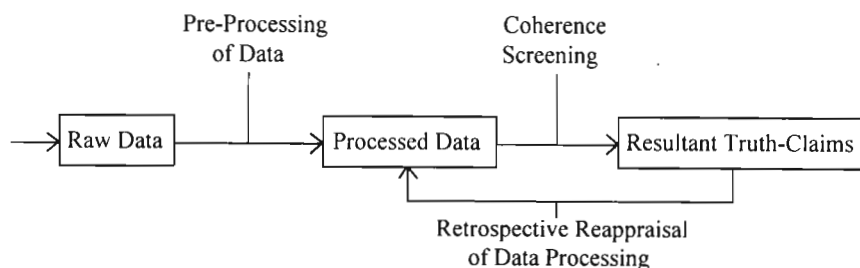 Pre-Processing
of Data
Coherence
Screening
Raw Data
Processed Data
Resultant Truth-Claims
Retrospective Reappraisal
of Data Processing